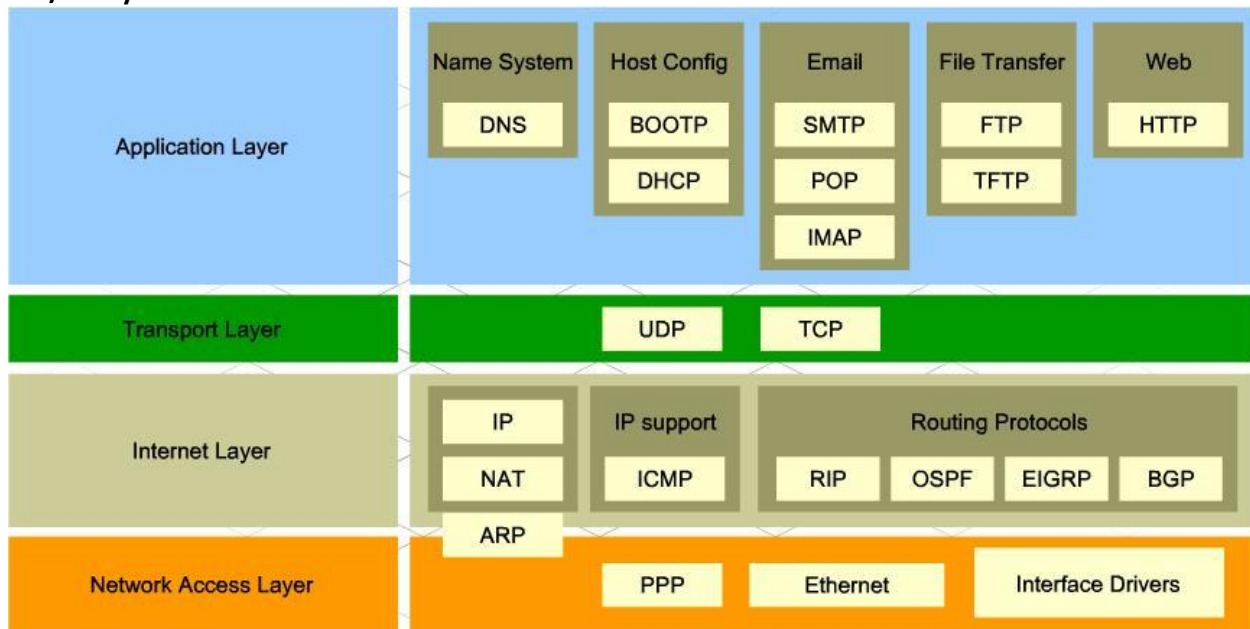 Application Layer
Name System
DNS
Host Config
BOOTP
DHCP
Email
SMTP
POP
IMAP
File Transfer
FTP
TFTP
Web
HTTP
Transport Layer
UDP
TCP
Internet Layer
IP
NAT
ARP
IP support
ICMP
Routing Protocols
RIP
OSPF
EIGRP
BGP
Network Access Layer
PPP
Ethernet
Interface Drivers